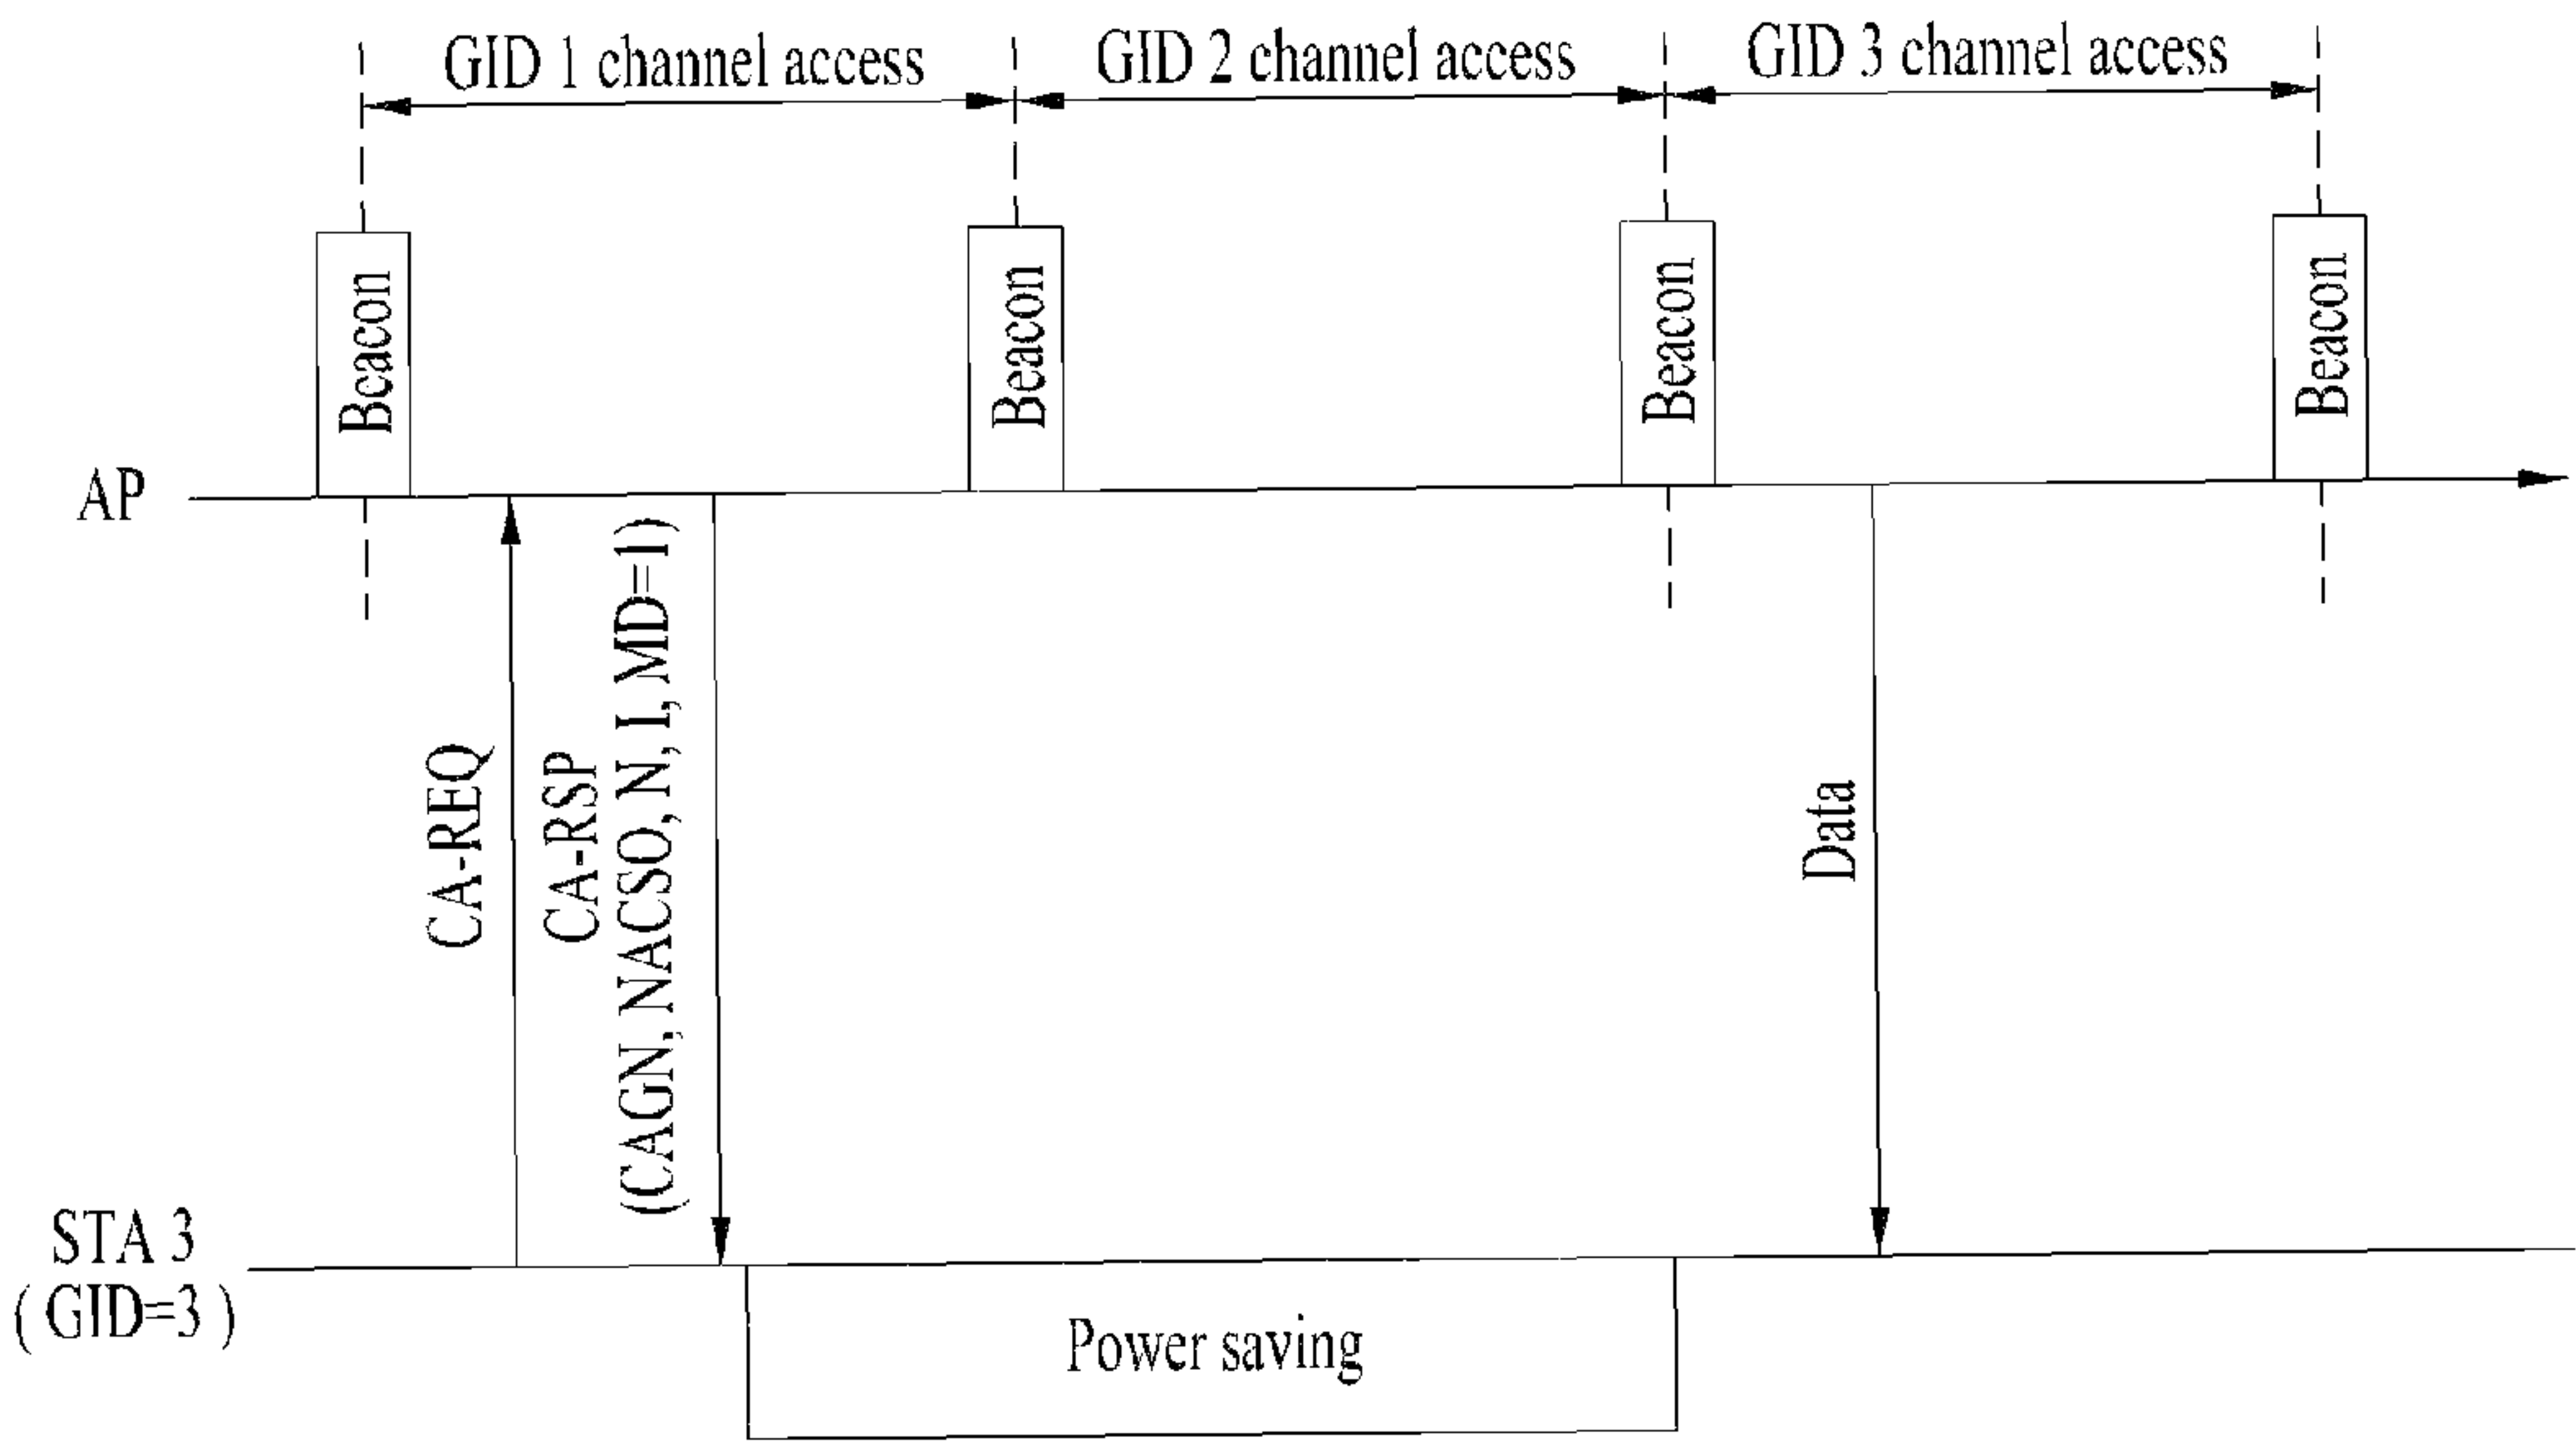 GID 1 channel access
GID 2 channel access
GID 3 channel access
Beacon
Beacon
Beacon
Beacon
AP
CA-REQ
CA-RSP
(CAGN, NACSO, N, I, MD=1)
Data
STA 3
( GID=3 )
Power saving